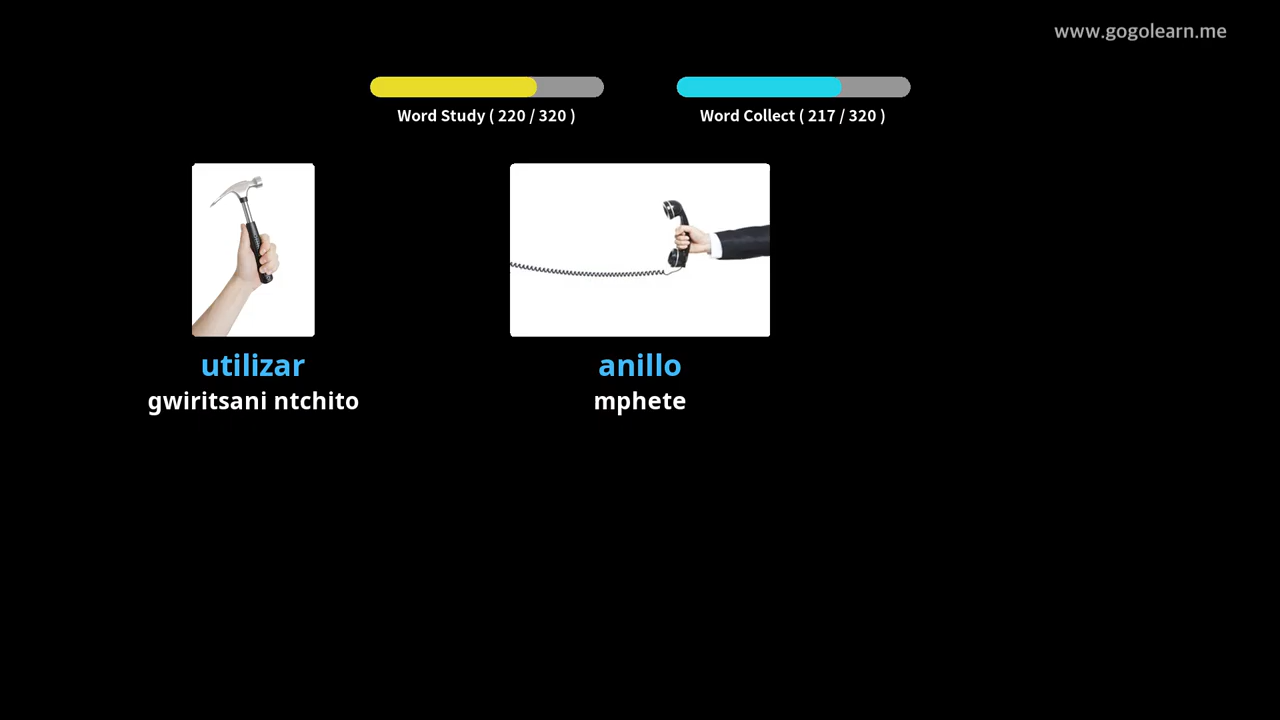 www.gogolearn.me
Word Study ( 220 / 320 )
Word Collect ( 217 / 320 )
utilizar
gwiritsani ntchito
anillo
mphete